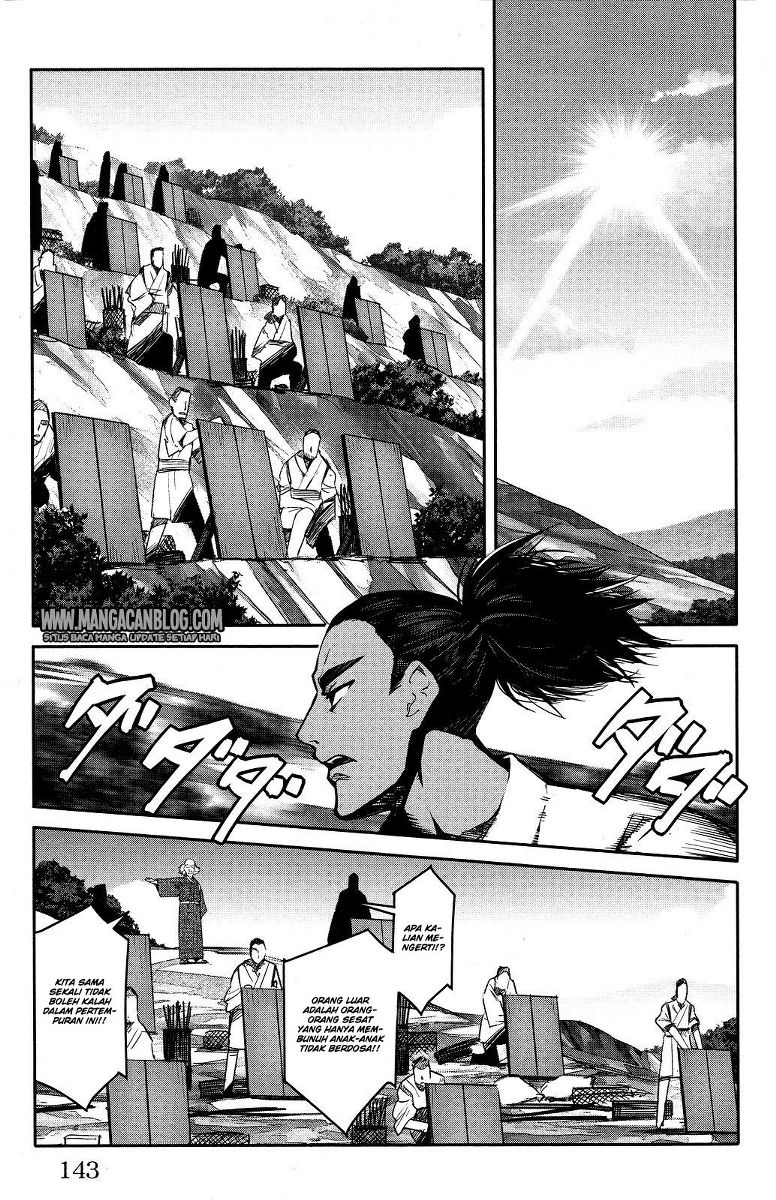 WWW.MANGACANBLOG.COM
SITUS BACA MANGA UPDATE SETIAP HARI
ダダ
ダダダ
APA KA-
LIAN ME-
NGERTI!?
ORANG LUAR
ADALAH ORANG-
ORANG SESAT
YANG HANYA MEM-
BUNUH ANAK-ANAK
TIDAK BERDOSA!!
KITA SAMA
SEKALI TIDAK
BOLEH KALAH
DALAM PERTEM-
PURAN INI!!
143